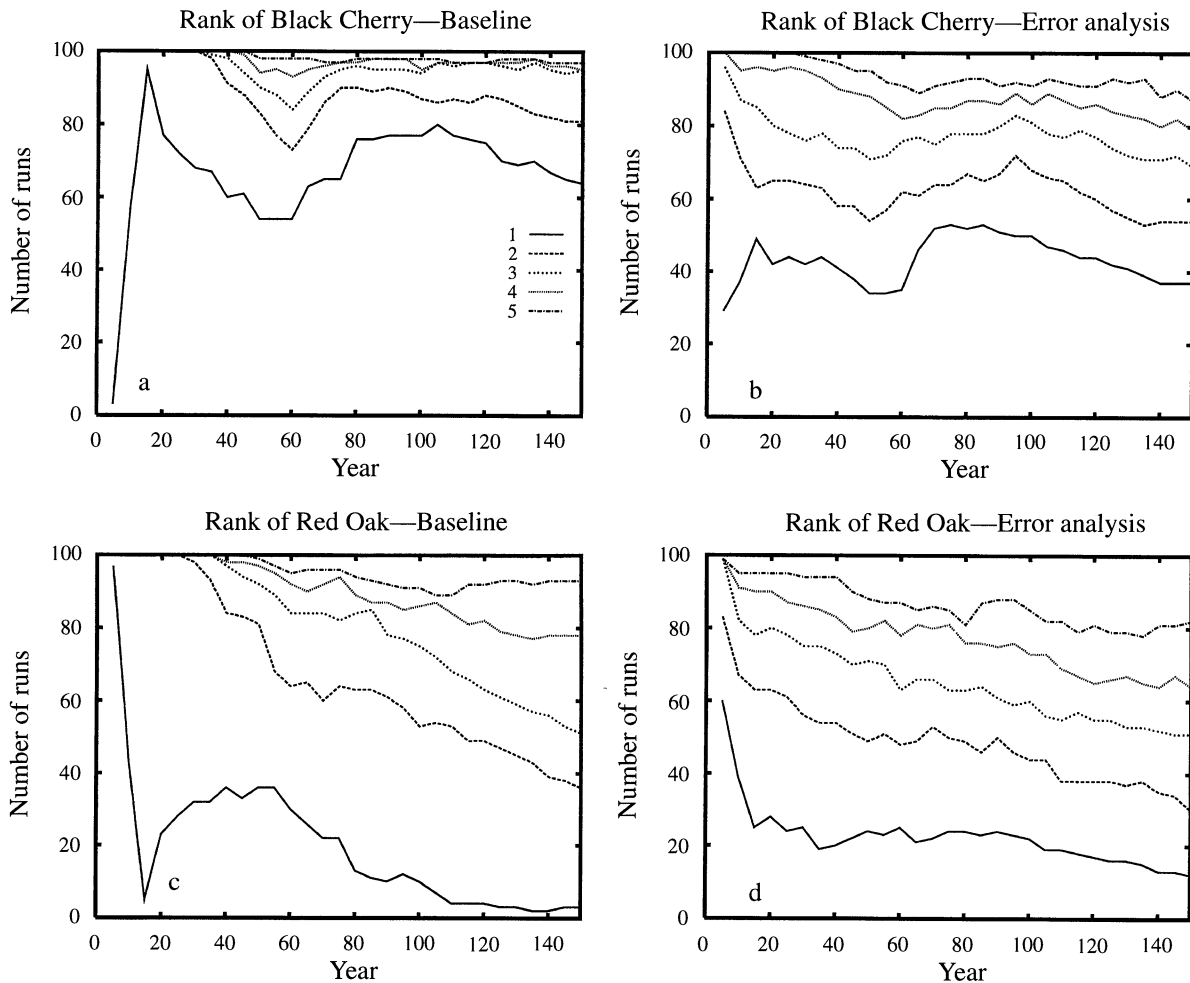 Rank of Black Cherry—Baseline
Number of runs
100
80
60
40
20
0
1
2
3
4
5
a
0 20 40 60 80 100 120 140
Year
Rank of Black Cherry—Error analysis
Number of runs
100
80
60
40
20
0
b
0 20 40 60 80 100 120 140
Year
Rank of Red Oak—Baseline
Number of runs
100
80
60
40
20
0
c
0 20 40 60 80 100 120 140
Year
Rank of Red Oak—Error analysis
Number of runs
100
80
60
40
20
0
d
0 20 40 60 80 100 120 140
Year